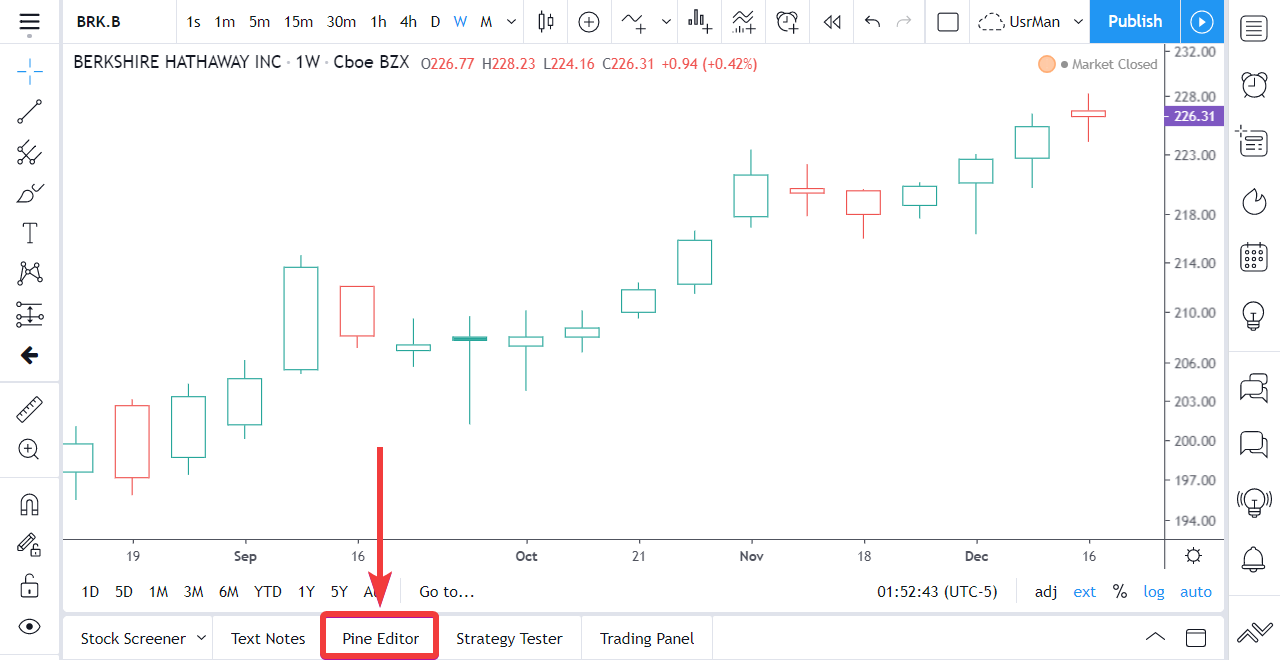 BRK.B 1s 1m 5m 15m 30m 1h 4h D W M UsrMan Publish
BERKSHIRE HATHAWAY INC · 1W · Cboe BZX O226.77 H228.23 L224.16 C226.31 +0.94 (+0.42%) Market Closed
232.00
228.00
226.31
223.00
218.00
214.00
210.00
206.00
203.00
200.00
197.00
194.00
19 Sep 16 Oct 21 Nov 18 Dec 16
1D 5D 1M 3M 6M YTD 1Y 5Y Go to... 01:52:43 (UTC-5) adj ext % log auto
Stock Screener Text Notes Pine Editor Strategy Tester Trading Panel